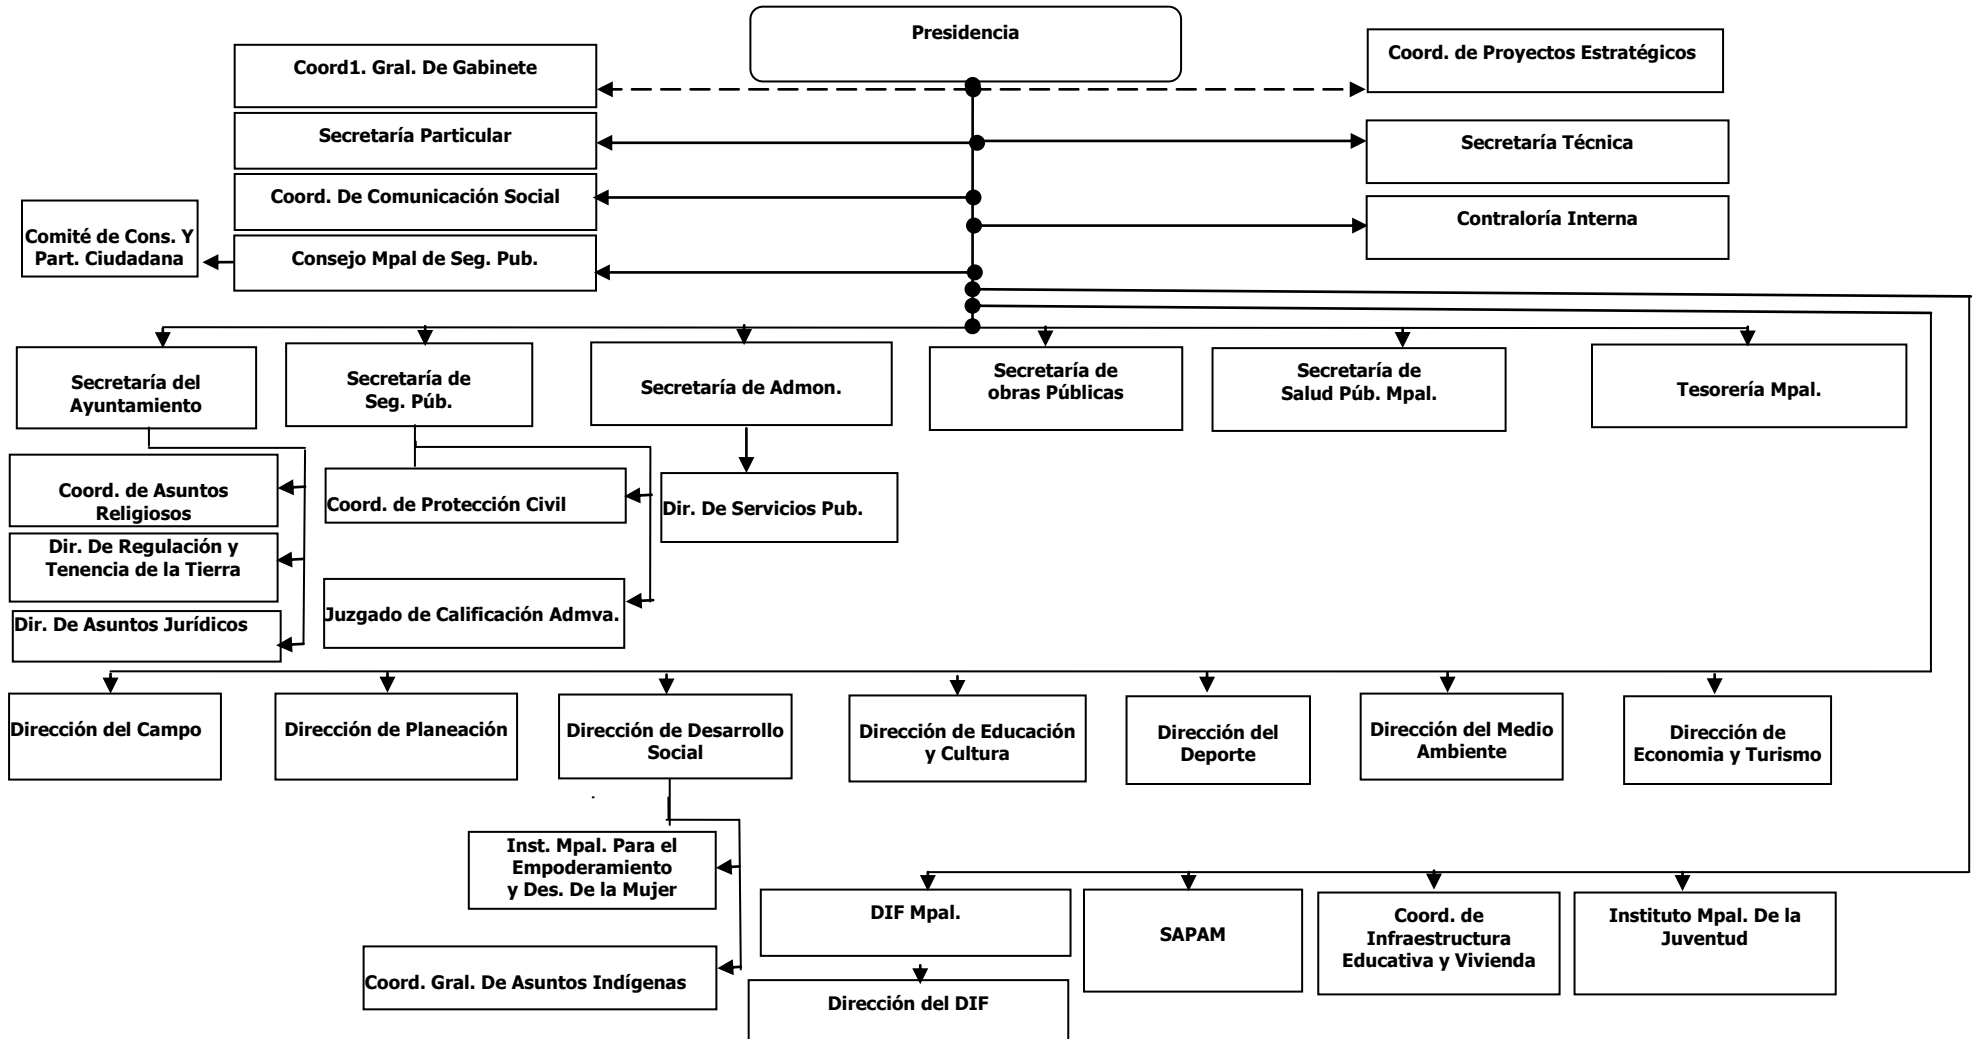 Presidencia
Coord1. Gral. De Gabinete
Coord. de Proyectos Estratégicos
Secretaría Particular
Secretaría Técnica
Coord. De Comunicación Social
Contraloría Interna
Comité de Cons. Y
Part. Ciudadana
Consejo Mpal de Seg. Pub.
Secretaría del
Ayuntamiento
Secretaría de
Seg. Púb.
Secretaría de Admon.
Secretaría de
obras Públicas
Secretaría de
Salud Púb. Mpal.
Tesorería Mpal.
Coord. de Asuntos
Religiosos
Coord. de Protección Civil
Dir. De Servicios Pub.
Dir. De Regulación y
Tenencia de la Tierra
Juzgado de Calificación Admva.
Dir. De Asuntos Jurídicos
Dirección del Campo
Dirección de Planeación
Dirección de Desarrollo
Social
Dirección de Educación
y Cultura
Dirección del
Deporte
Dirección del Medio
Ambiente
Dirección de
Economia y Turismo
Inst. Mpal. Para el
Empoderamiento
y Des. De la Mujer
DIF Mpal.
SAPAM
Coord. de
Infraestructura
Educativa y Vivienda
Instituto Mpal. De la
Juventud
Coord. Gral. De Asuntos Indígenas
Dirección del DIF